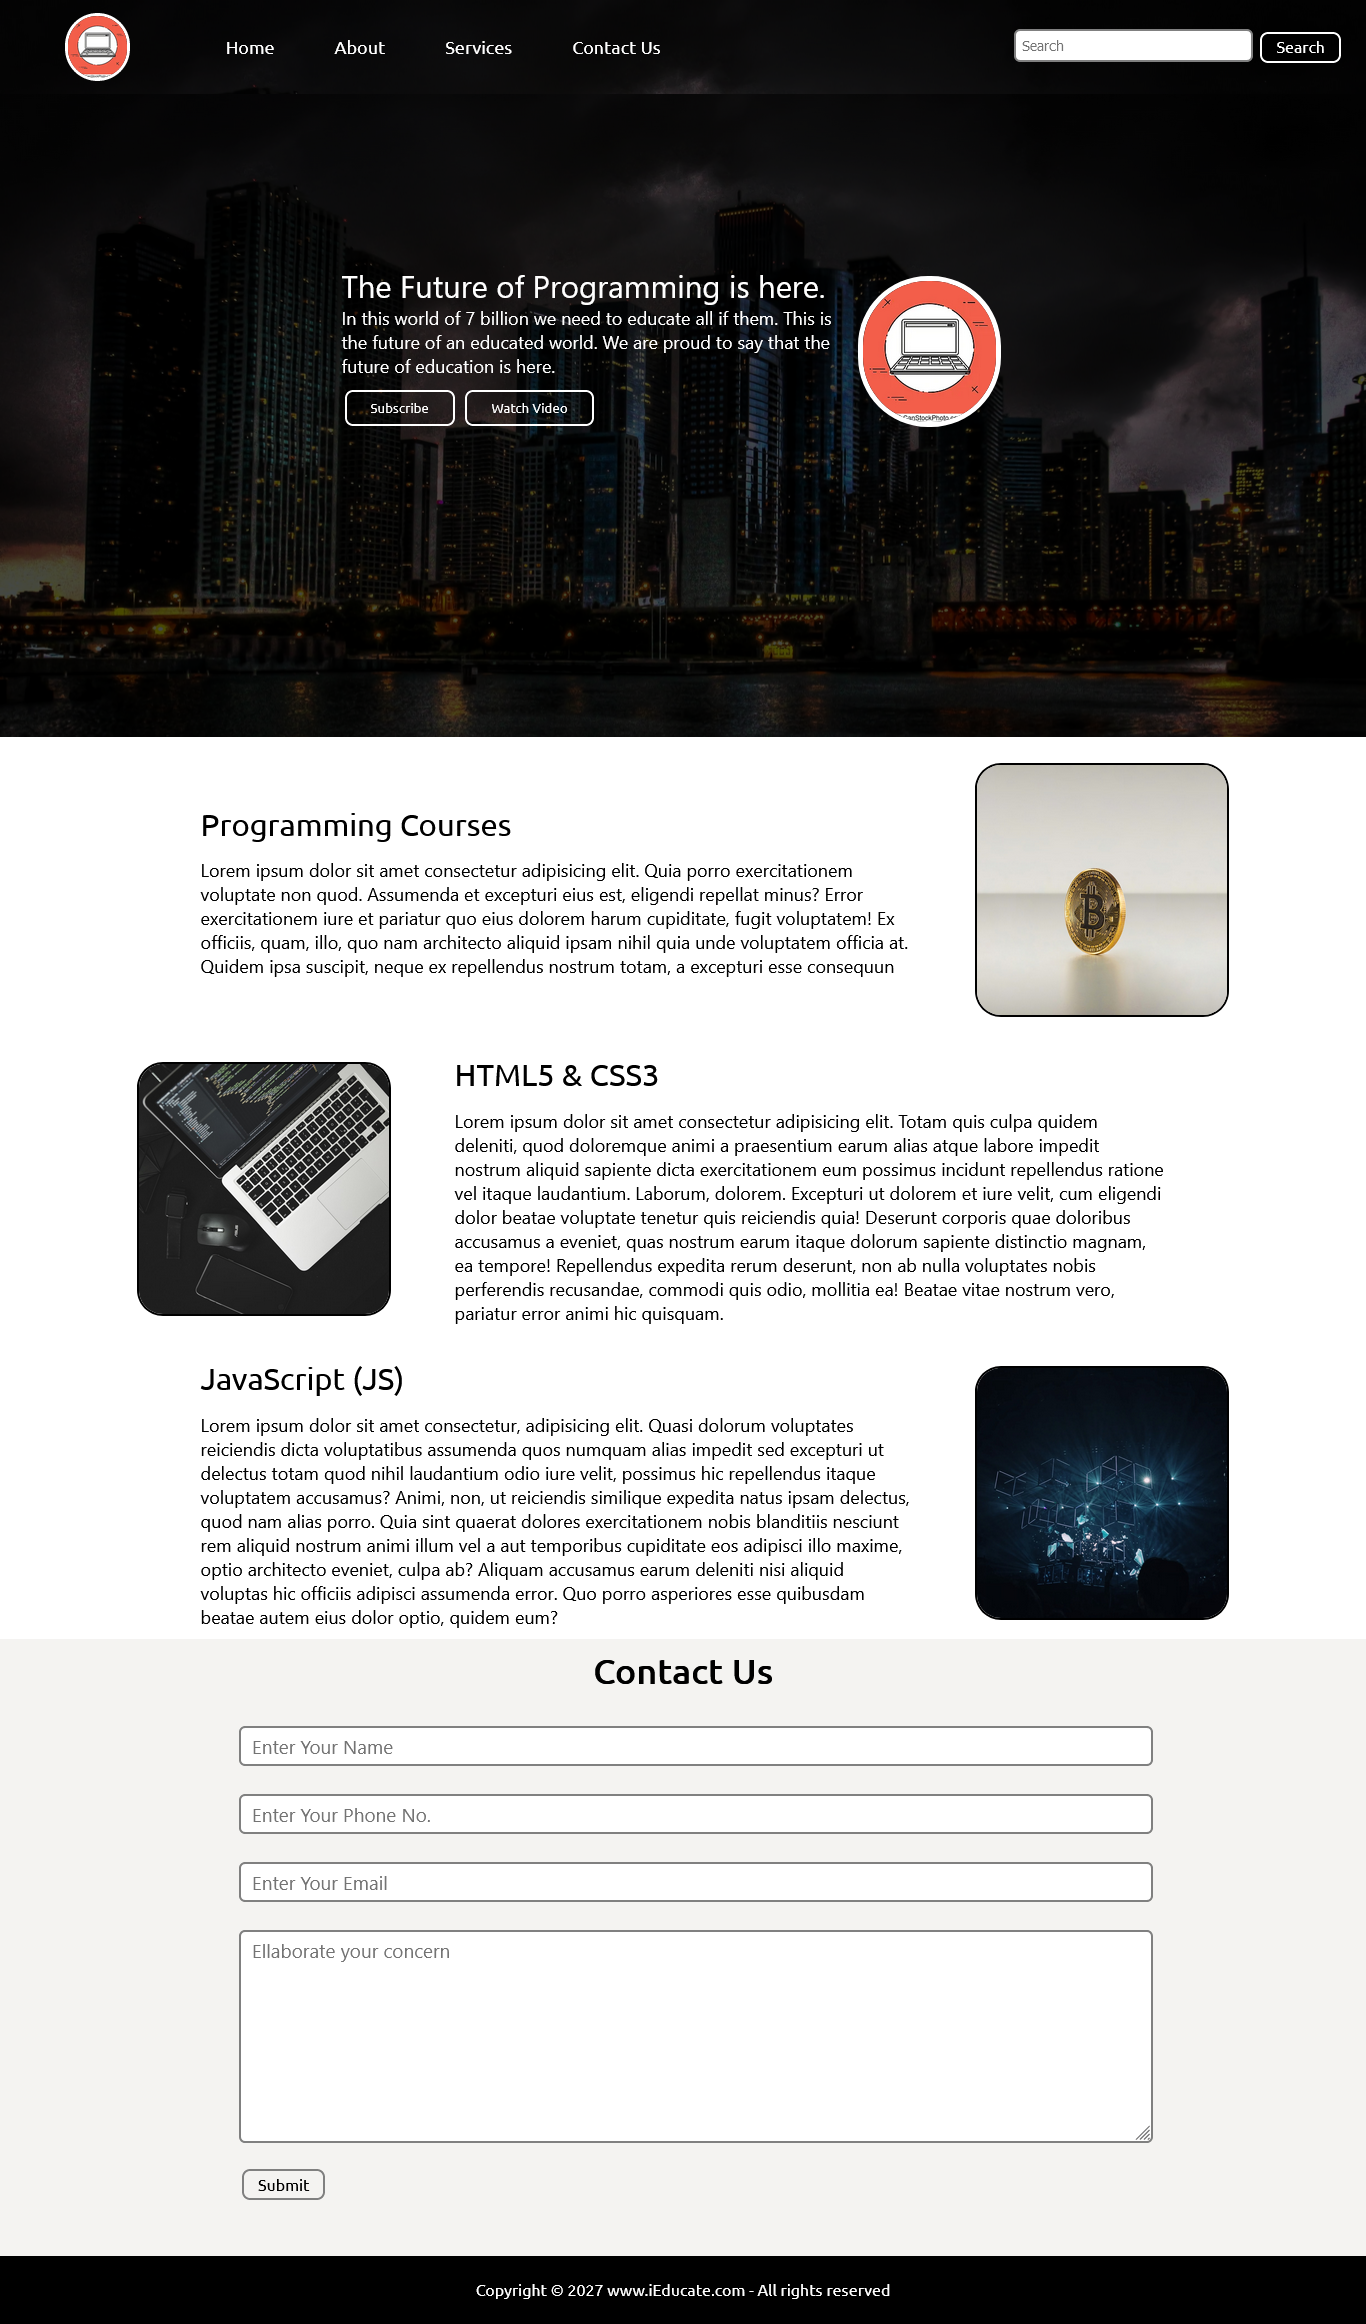 Home About Services Contact Us Search Search
The Future of Programming is here.
In this world of 7 billion we need to educate all if them. This is
the future of an educated world. We are proud to say that the
future of education is here.
Subscribe Watch Video
CanStockPhoto.co
Programming Courses
Lorem ipsum dolor sit amet consectetur adipisicing elit. Quia porro exercitationem
voluptate non quod. Assumenda et excepturi eius est, eligendi repellat minus? Error
exercitationem iure et pariatur quo eius dolorem harum cupiditate, fugit voluptatem! Ex
officiis, quam, illo, quo nam architecto aliquid ipsam nihil quia unde voluptatem officia at.
Quidem ipsa suscipit, neque ex repellendus nostrum totam, a excepturi esse consequun
HTML5 & CSS3
Lorem ipsum dolor sit amet consectetur adipisicing elit. Totam quis culpa quidem
deleniti, quod doloremque animi a praesentium earum alias atque labore impedit
nostrum aliquid sapiente dicta exercitationem eum possimus incidunt repellendus ratione
vel itaque laudantium. Laborum, dolorem. Excepturi ut dolorem et iure velit, cum eligendi
dolor beatae voluptate tenetur quis reiciendis quia! Deserunt corporis quae doloribus
accusamus a eveniet, quas nostrum earum itaque dolorum sapiente distinctio magnam,
ea tempore! Repellendus expedita rerum deserunt, non ab nulla voluptates nobis
perferendis recusandae, commodi quis odio, mollitia ea! Beatae vitae nostrum vero,
pariatur error animi hic quisquam.
JavaScript (JS)
Lorem ipsum dolor sit amet consectetur, adipisicing elit. Quasi dolorum voluptates
reiciendis dicta voluptatibus assumenda quos numquam alias impedit sed excepturi ut
delectus totam quod nihil laudantium odio iure velit, possimus hic repellendus itaque
voluptatem accusamus? Animi, non, ut reiciendis similique expedita natus ipsam delectus,
quod nam alias porro. Quia sint quaerat dolores exercitationem nobis blanditiis nesciunt
rem aliquid nostrum animi illum vel a aut temporibus cupiditate eos adipisci illo maxime,
optio architecto eveniet, culpa ab? Aliquam accusamus earum deleniti nisi aliquid
voluptas hic officiis adipisci assumenda error. Quo porro asperiores esse quibusdam
beatae autem eius dolor optio, quidem eum?
Contact Us
Enter Your Name
Enter Your Phone No.
Enter Your Email
Ellaborate your concern
Submit
Copyright © 2027 www.iEducate.com - All rights reserved